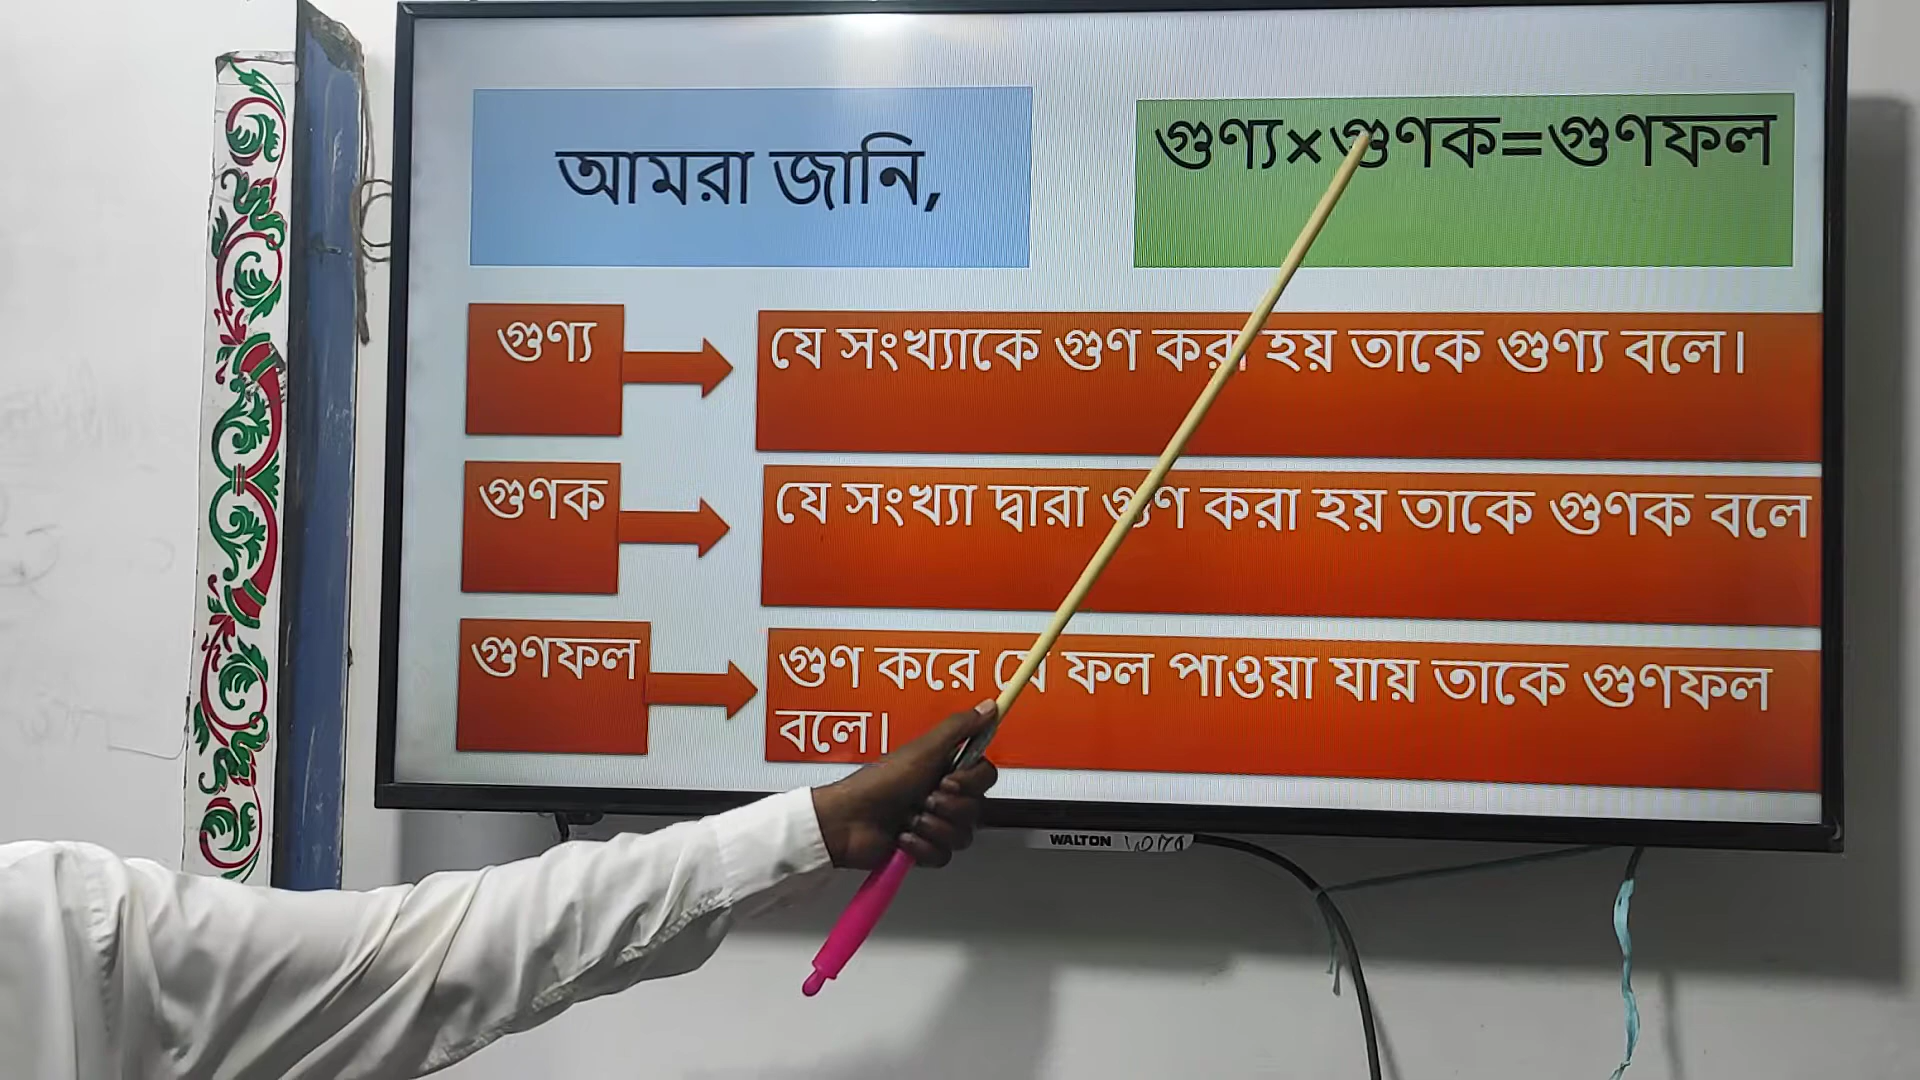 আমরা জানি,
গুণ্য×গুণক=গুণফল
গুণ্য
যে সংখ্যাকে গুণ করা হয় তাকে গুণ্য বলে।
গুণক
যে সংখ্যা দ্বারা গুণ করা হয় তাকে গুণক বলে
গুণফল
গুণ করে যে ফল পাওয়া যায় তাকে গুণফল
বলে।
WALTON